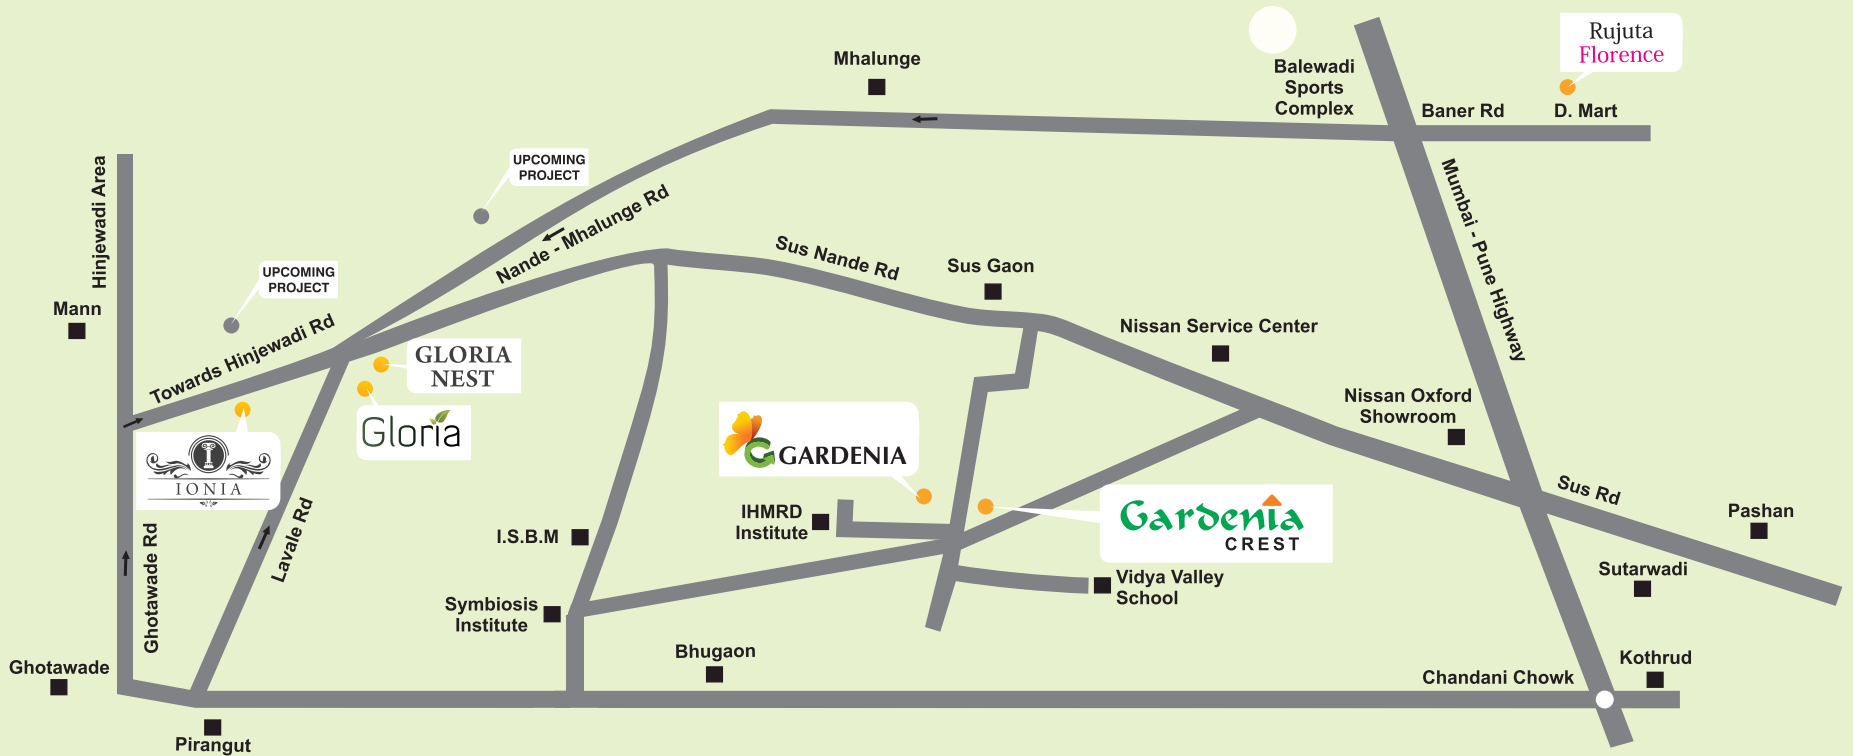 Rujuta
Florence
Mhalunge
Balewadi
Sports
Complex
Baner Rd
D. Mart
Hinjewadi Area
UPCOMING
PROJECT
Nande - Mhalunge Rd
Mumbai - Pune Highway
UPCOMING
PROJECT
Sus Nande Rd
Sus Gaon
Mann
Towards Hinjewadi Rd
GLORIA
NEST
Nissan Service Center
Nissan Oxford
Showroom
Gloria
GARDENIA
I
IONIA
Lavale Rd
IHMRD
Institute
Gardenia
CREST
Sus Rd
Pashan
I.S.B.M
Ghotawade Rd
Vidya Valley
School
Sutarwadi
Symbiosis
Institute
Bhugaon
Ghotawade
Chandani Chowk
Kothrud
Pirangut